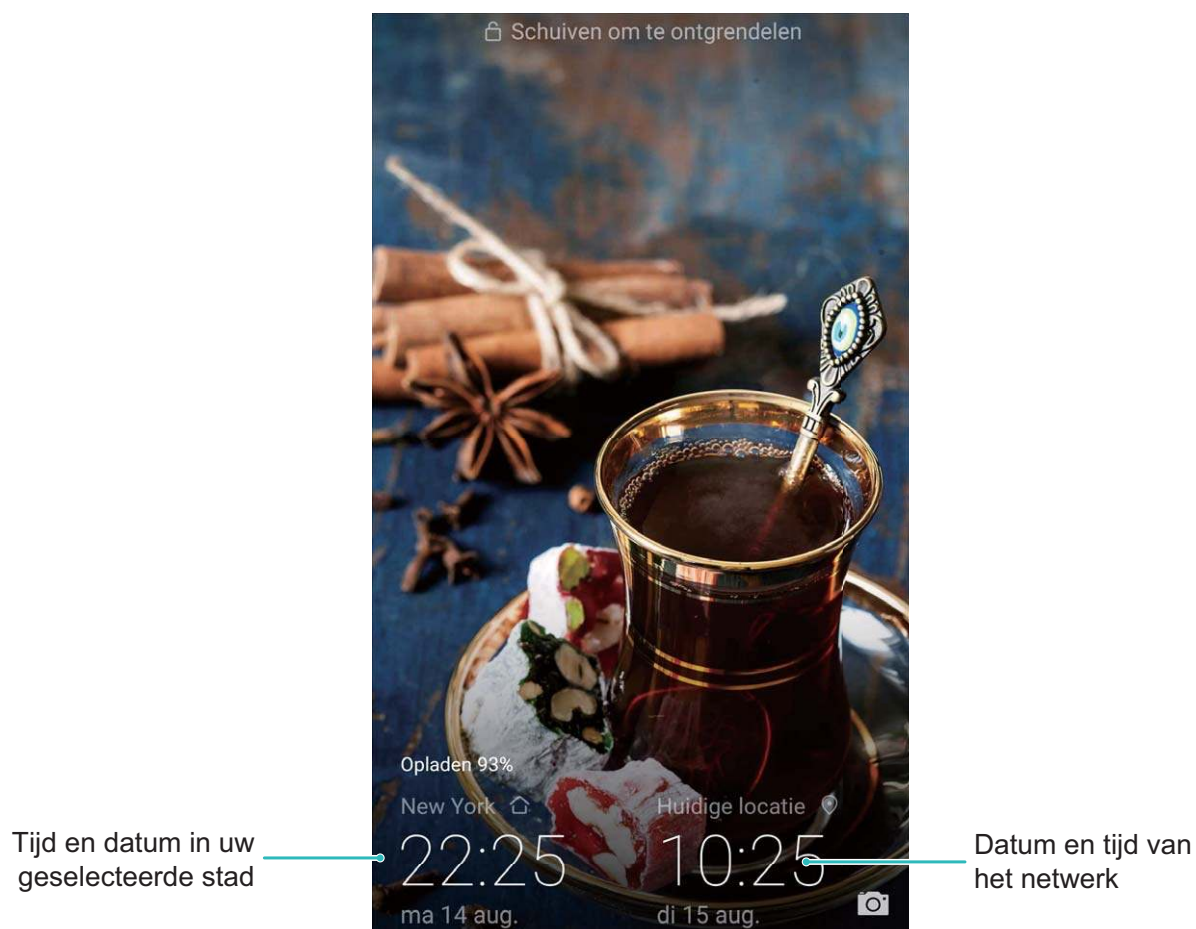 Schuiven om te ontgrendelen
Opladen 93%
New York
Huidige locatie
22:25
10:25
ma 14 aug.
di 15 aug.
Tijd en datum in uw
geselecteerde stad
Datum en tijd van
het netwerk